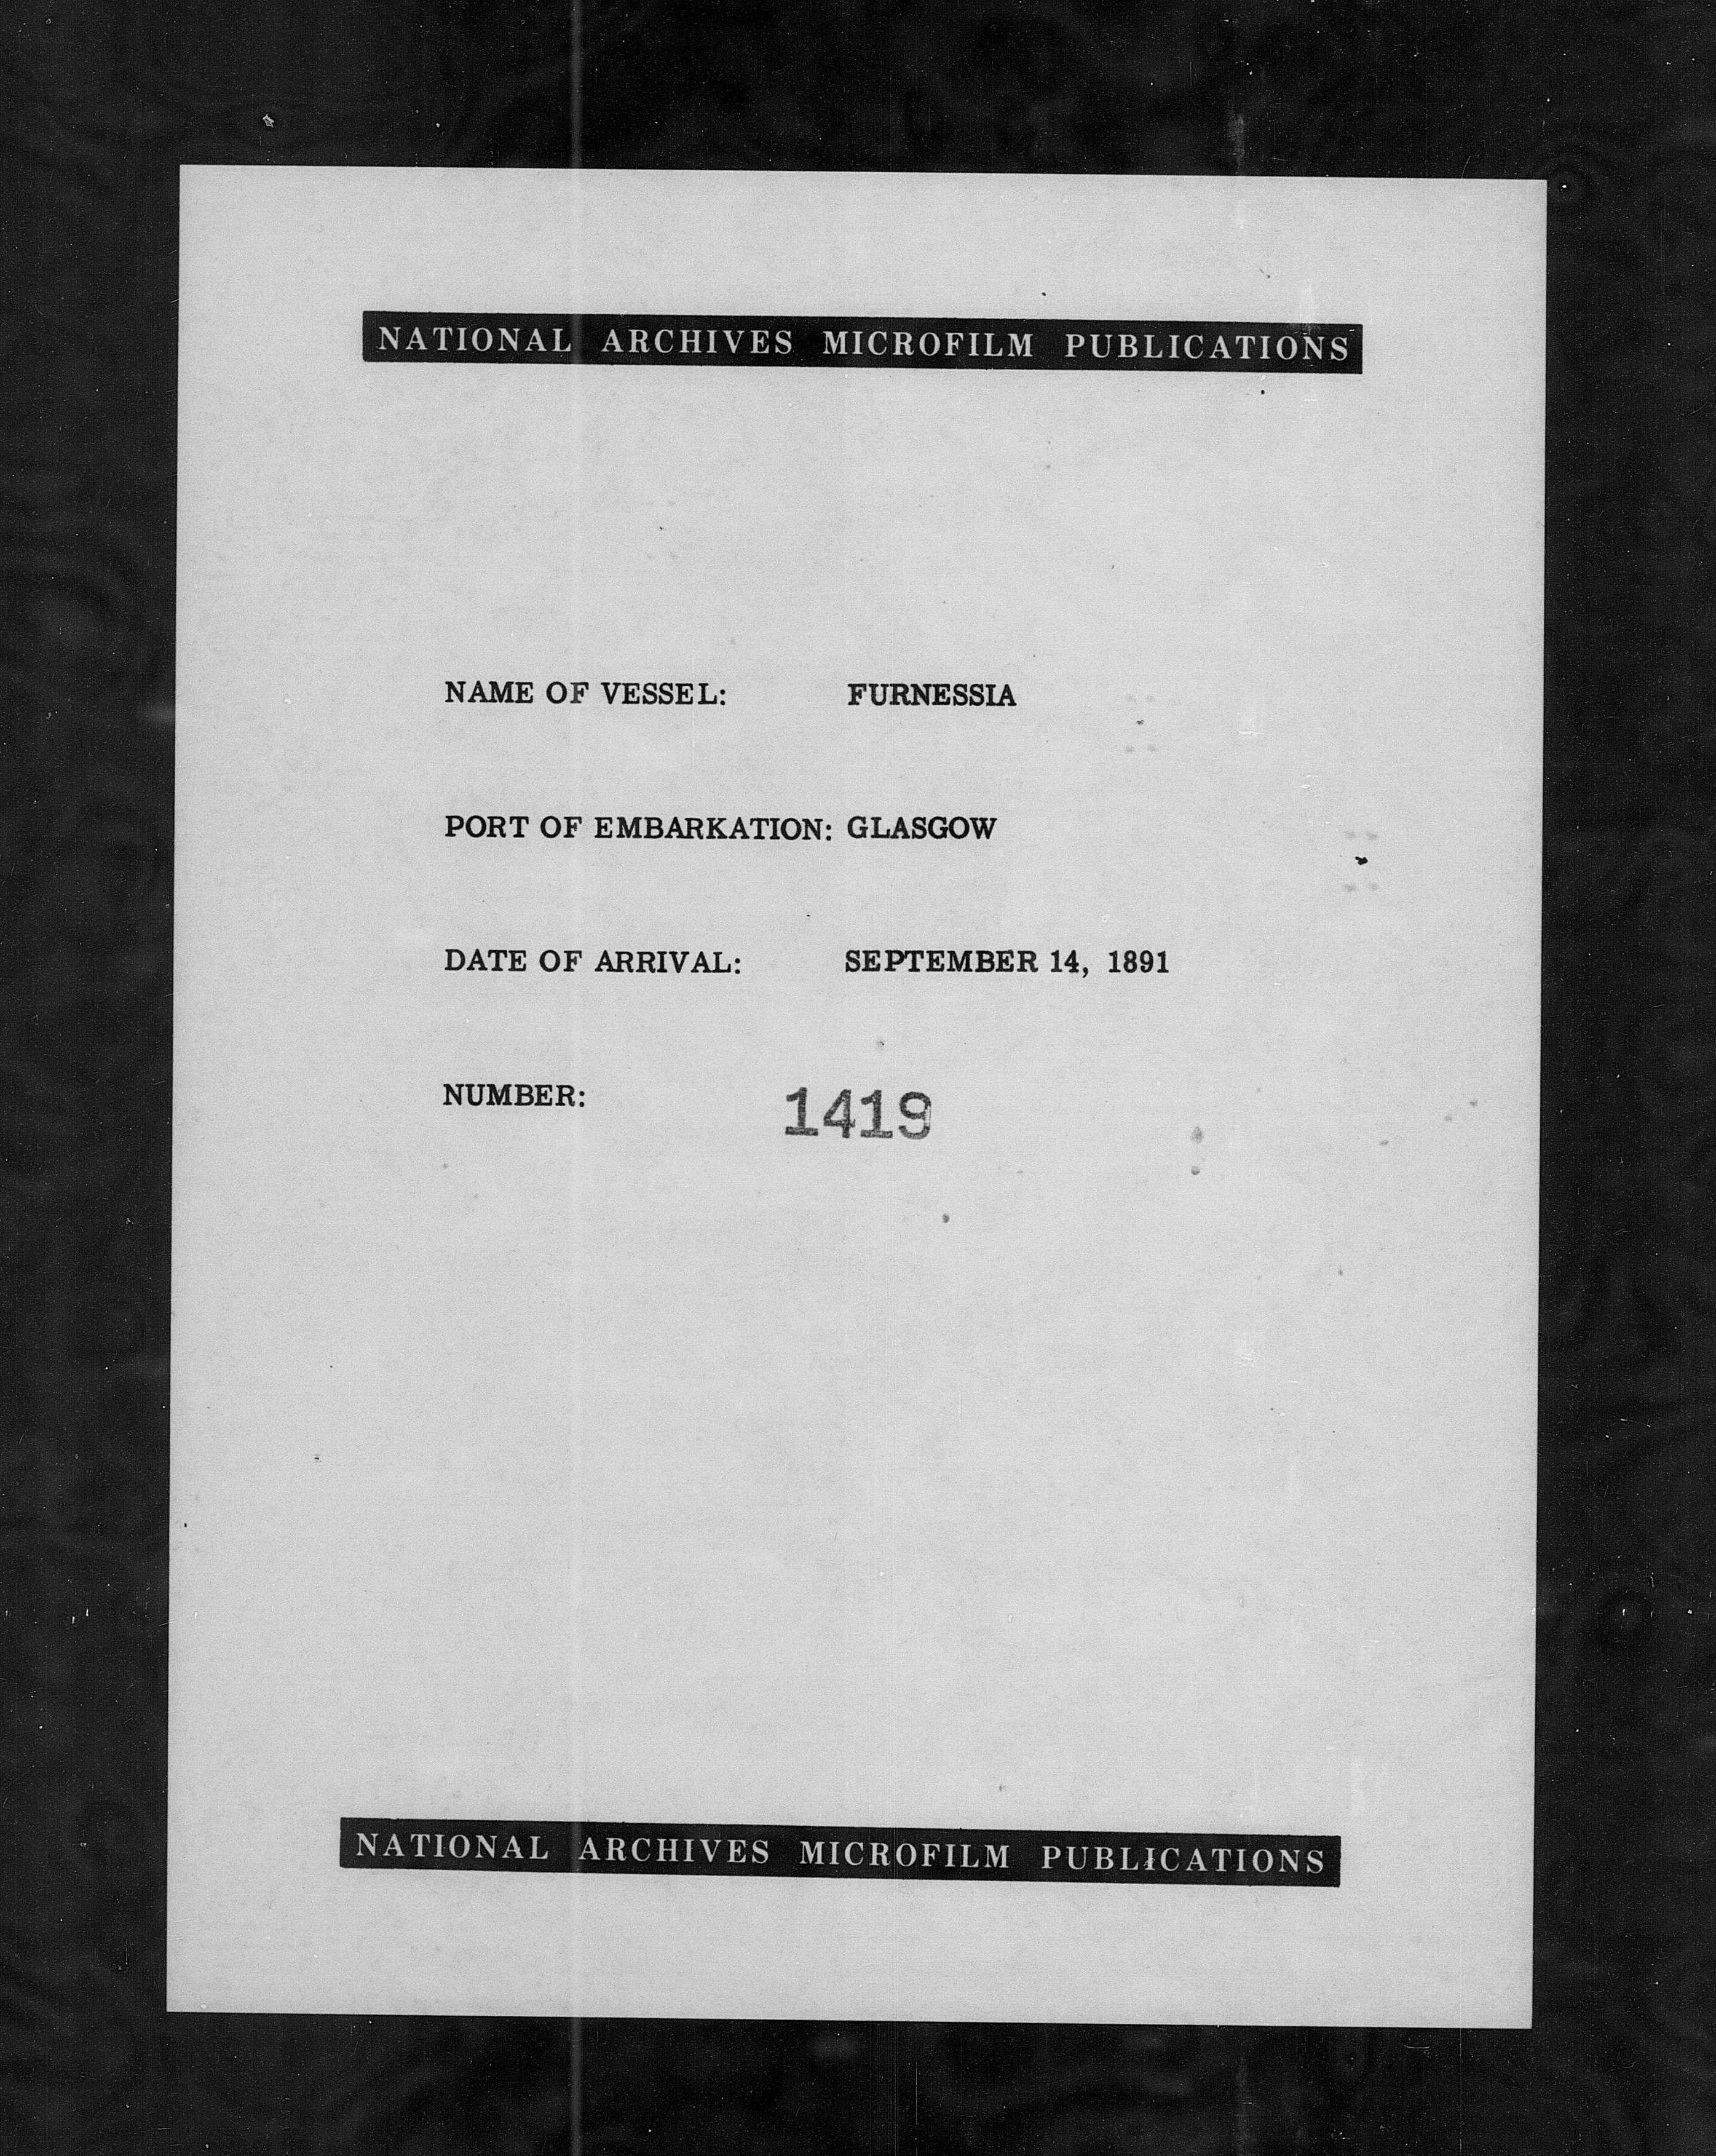 NATIONAL ARCHIVES MICROFILM PUBLICATIONS
NAME OF VESSEL: FURNESSIA
PORT OF EMBARKATION: GLASGOW
DATE OF ARRIVAL: SEPTEMBER 14, 1891
NUMBER: 1419
NATIONAL ARCHIVES MICROFILM PUBLICATIONS